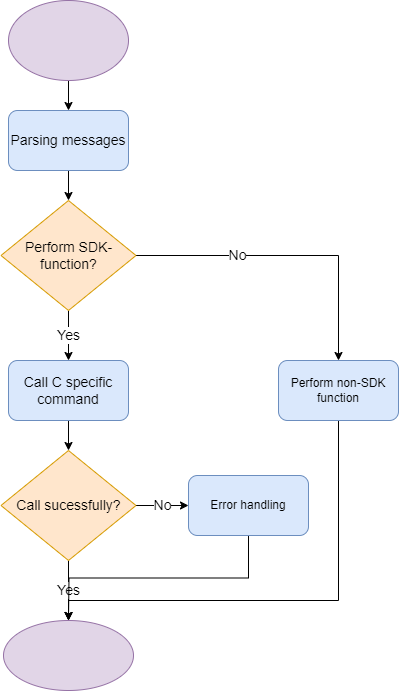 Parsing messages
Perform SDK-
function?
No
Yes
Call C specific
command
Perform non-SDK
function
Call sucessfully?
No
Error handling
Yes